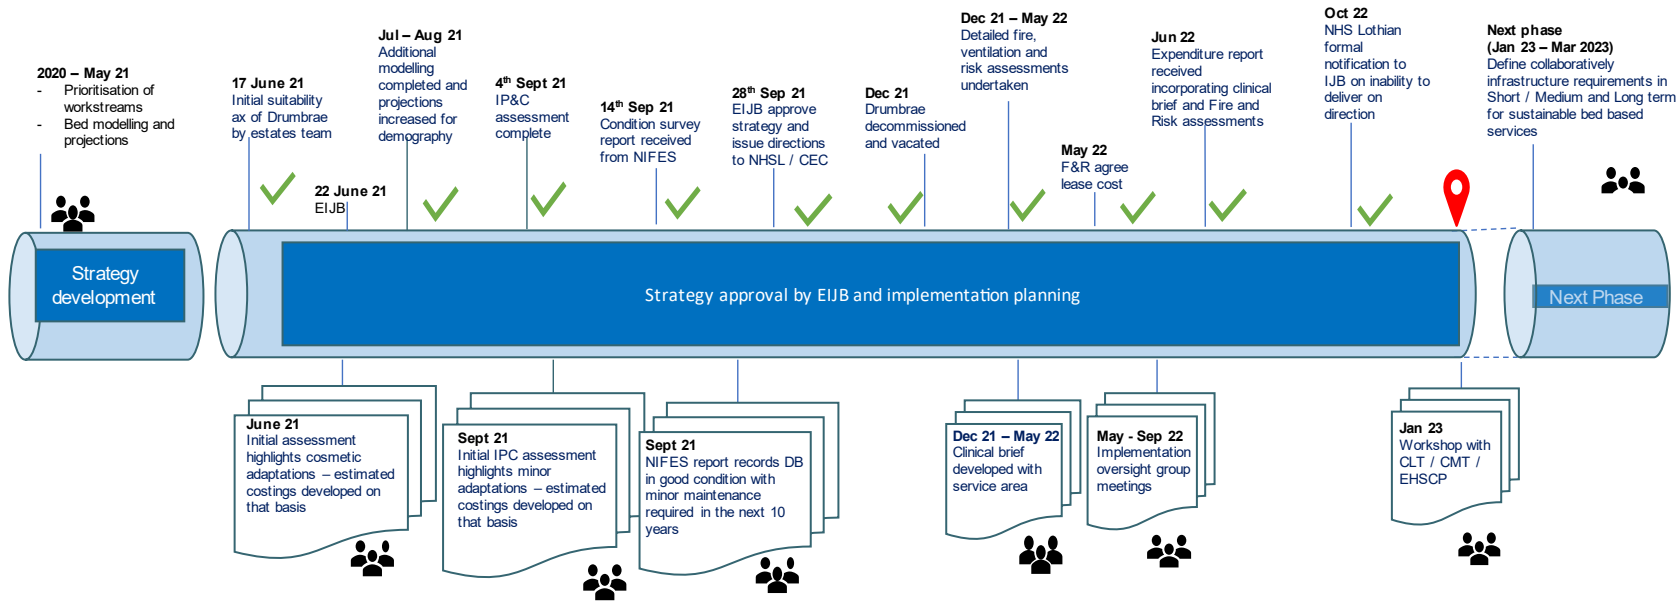 2020 – May 21
- Prioritisation of
workstreams
- Bed modelling and
projections
17 June 21
Initial suitability
ax of Drumbrae
by estates team
22 June 21
EIJB
Jul – Aug 21
Additional
modelling
completed and
projections
increased for
demography
4th Sept 21
IP&C
assessment
complete
14th Sep 21
Condition survey
report received
from NIFES
28th Sep 21
EIJB approve
strategy and
issue directions
to NHSL / CEC
Dec 21
Drumbrae
decommissioned
and vacated
Dec 21 – May 22
Detailed fire,
ventilation and
risk assessments
undertaken
May 22
F&R agree
lease cost
Jun 22
Expenditure report
received
incorporating clinical
brief and Fire and
Risk assessments
Oct 22
NHS Lothian
formal
notification to
IJB on inability to
deliver on
direction
Next phase
(Jan 23 – Mar 2023)
Define collaboratively
infrastructure requirements in
Short / Medium and Long term
for sustainable bed based
services
Strategy
development
Strategy approval by EIJB and implementation planning
Next Phase
June 21
Initial assessment
highlights cosmetic
adaptations – estimated
costings developed on
that basis
Sept 21
Initial IPC assessment
highlights minor
adaptations – estimated
costings developed on
that basis
Sept 21
NIFES report records DB
in good condition with
minor maintenance
required in the next 10
years
Dec 21 – May 22
Clinical brief
developed with
service area
May - Sep 22
Implementation
oversight group
meetings
Jan 23
Workshop with
CLT / CMT /
EHSCP